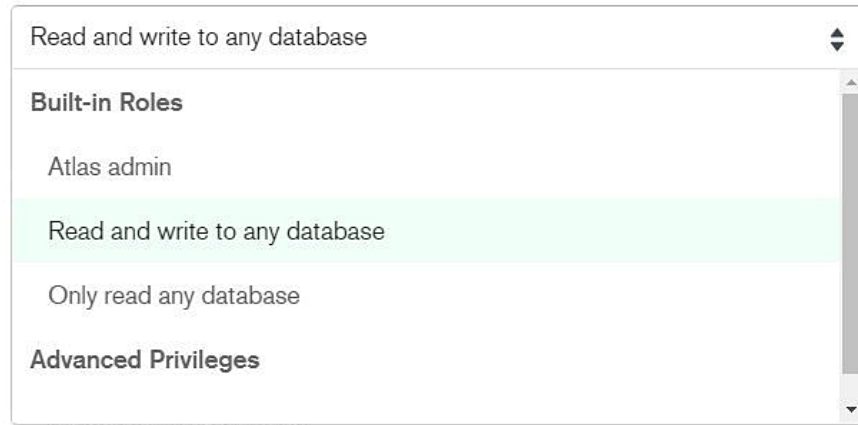 Read and write to any database
Built-in Roles
Atlas admin
Read and write to any database
Only read any database
Advanced Privileges